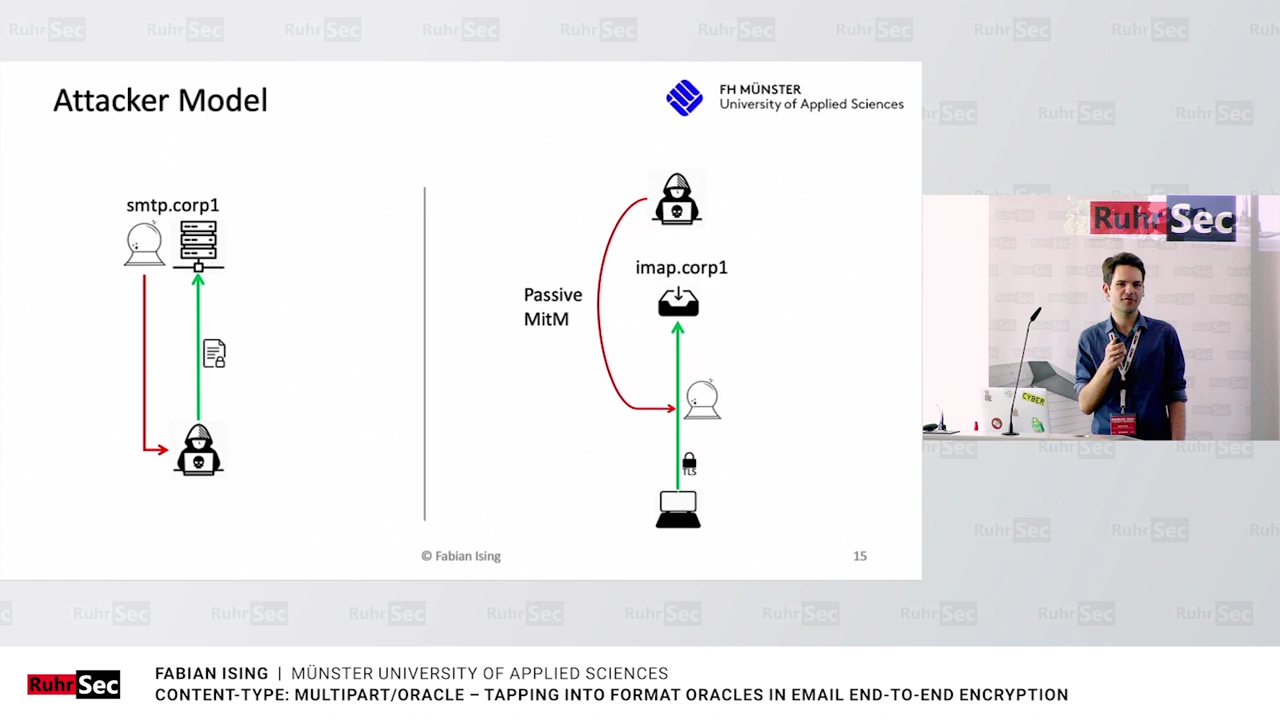 Attacker Model
FH MÜNSTER
University of Applied Sciences
smtp.corp1
imap.corp1
Passive
MitM
TLS
© Fabian Ising
15
RuhrSec
CYBER
RuhrSec
FABIAN ISING | MÜNSTER UNIVERSITY OF APPLIED SCIENCES
CONTENT-TYPE: MULTIPART/ORACLE – TAPPING INTO FORMAT ORACLES IN EMAIL END-TO-END ENCRYPTION